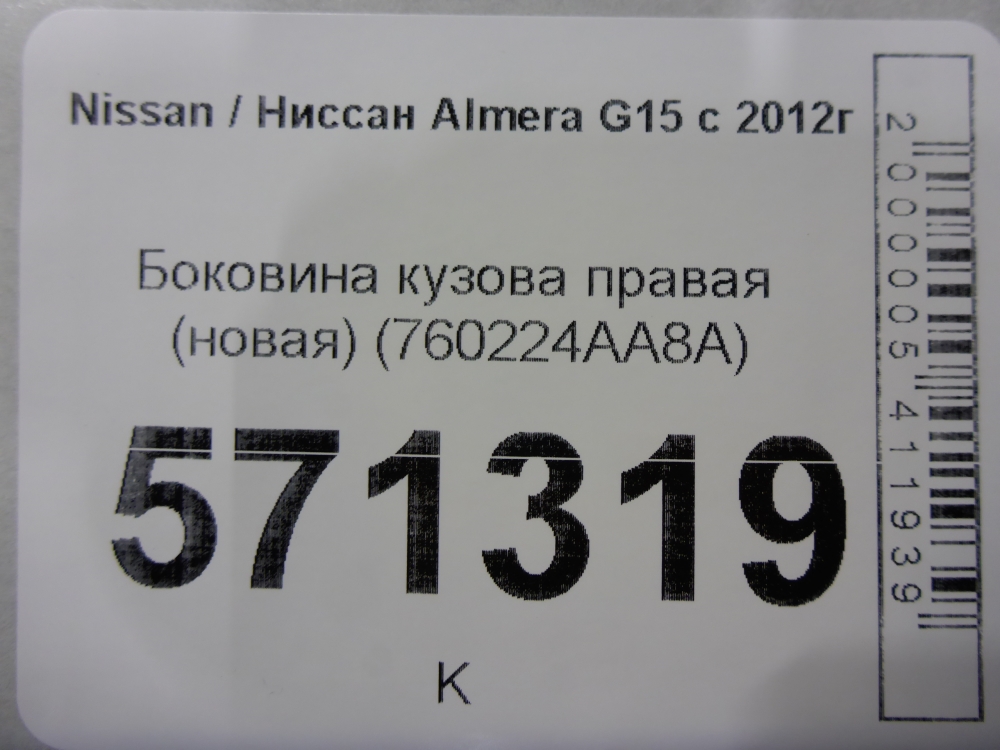 Nissan / Ниссан Almera G15 с 2012г
Боковина кузова правая
(новая) (760224AA8A)
571319
К
2000005411939